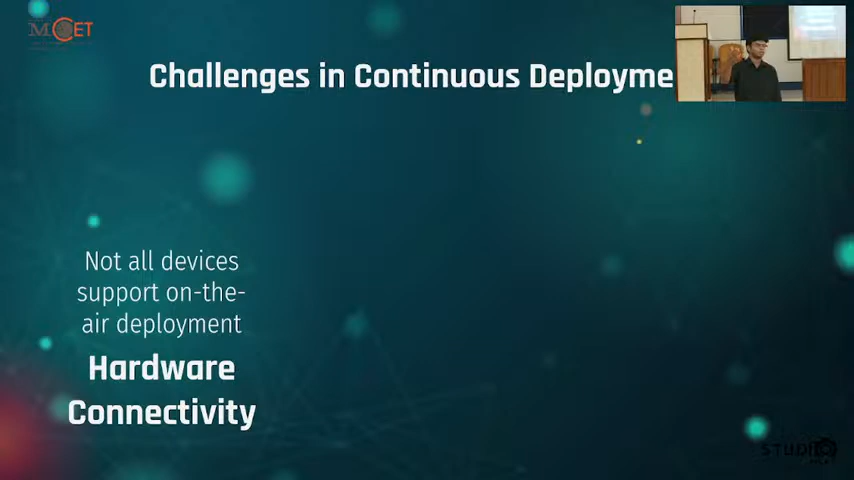 MCET
Challenges in Continuous Deployme
Not all devices
support on-the-
air deployment
Hardware
Connectivity
STUDIO